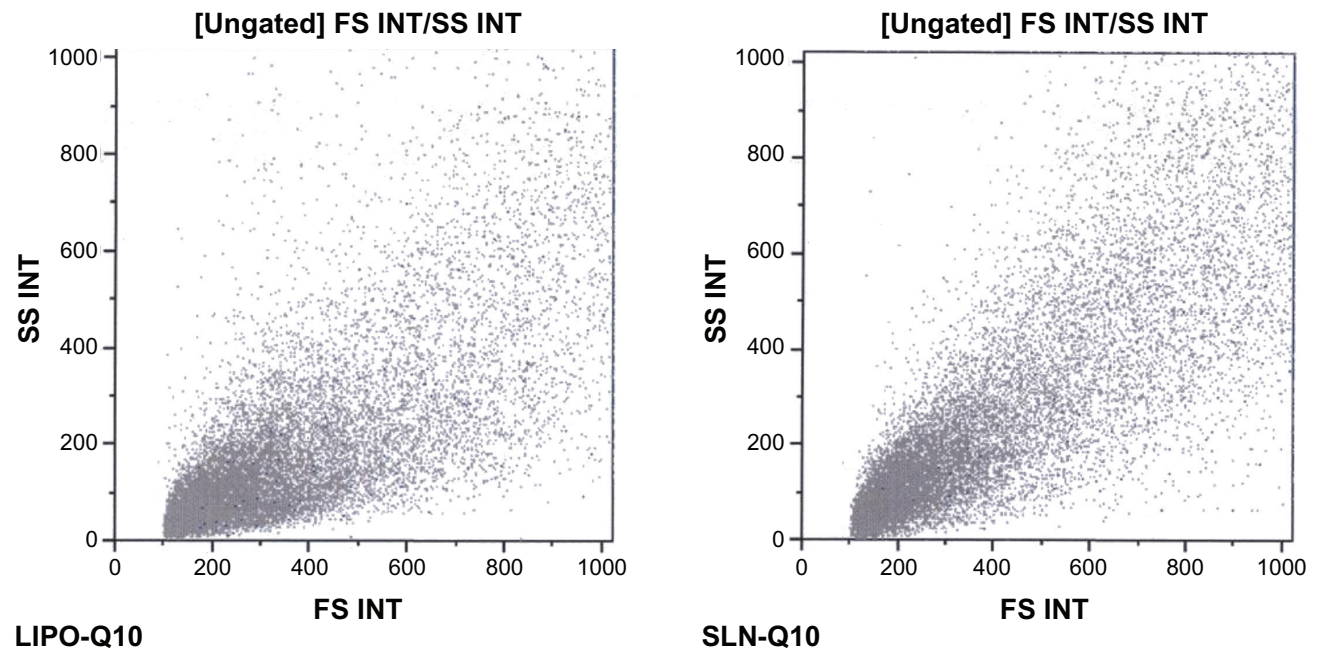 [Ungated] FS INT/SS INT
1000
800
600
400
200
0
SS INT
0 200 400 600 800 1000
FS INT
LIPO-Q10
[Ungated] FS INT/SS INT
1000
800
600
400
200
0
SS INT
0 200 400 600 800 1000
FS INT
SLN-Q10